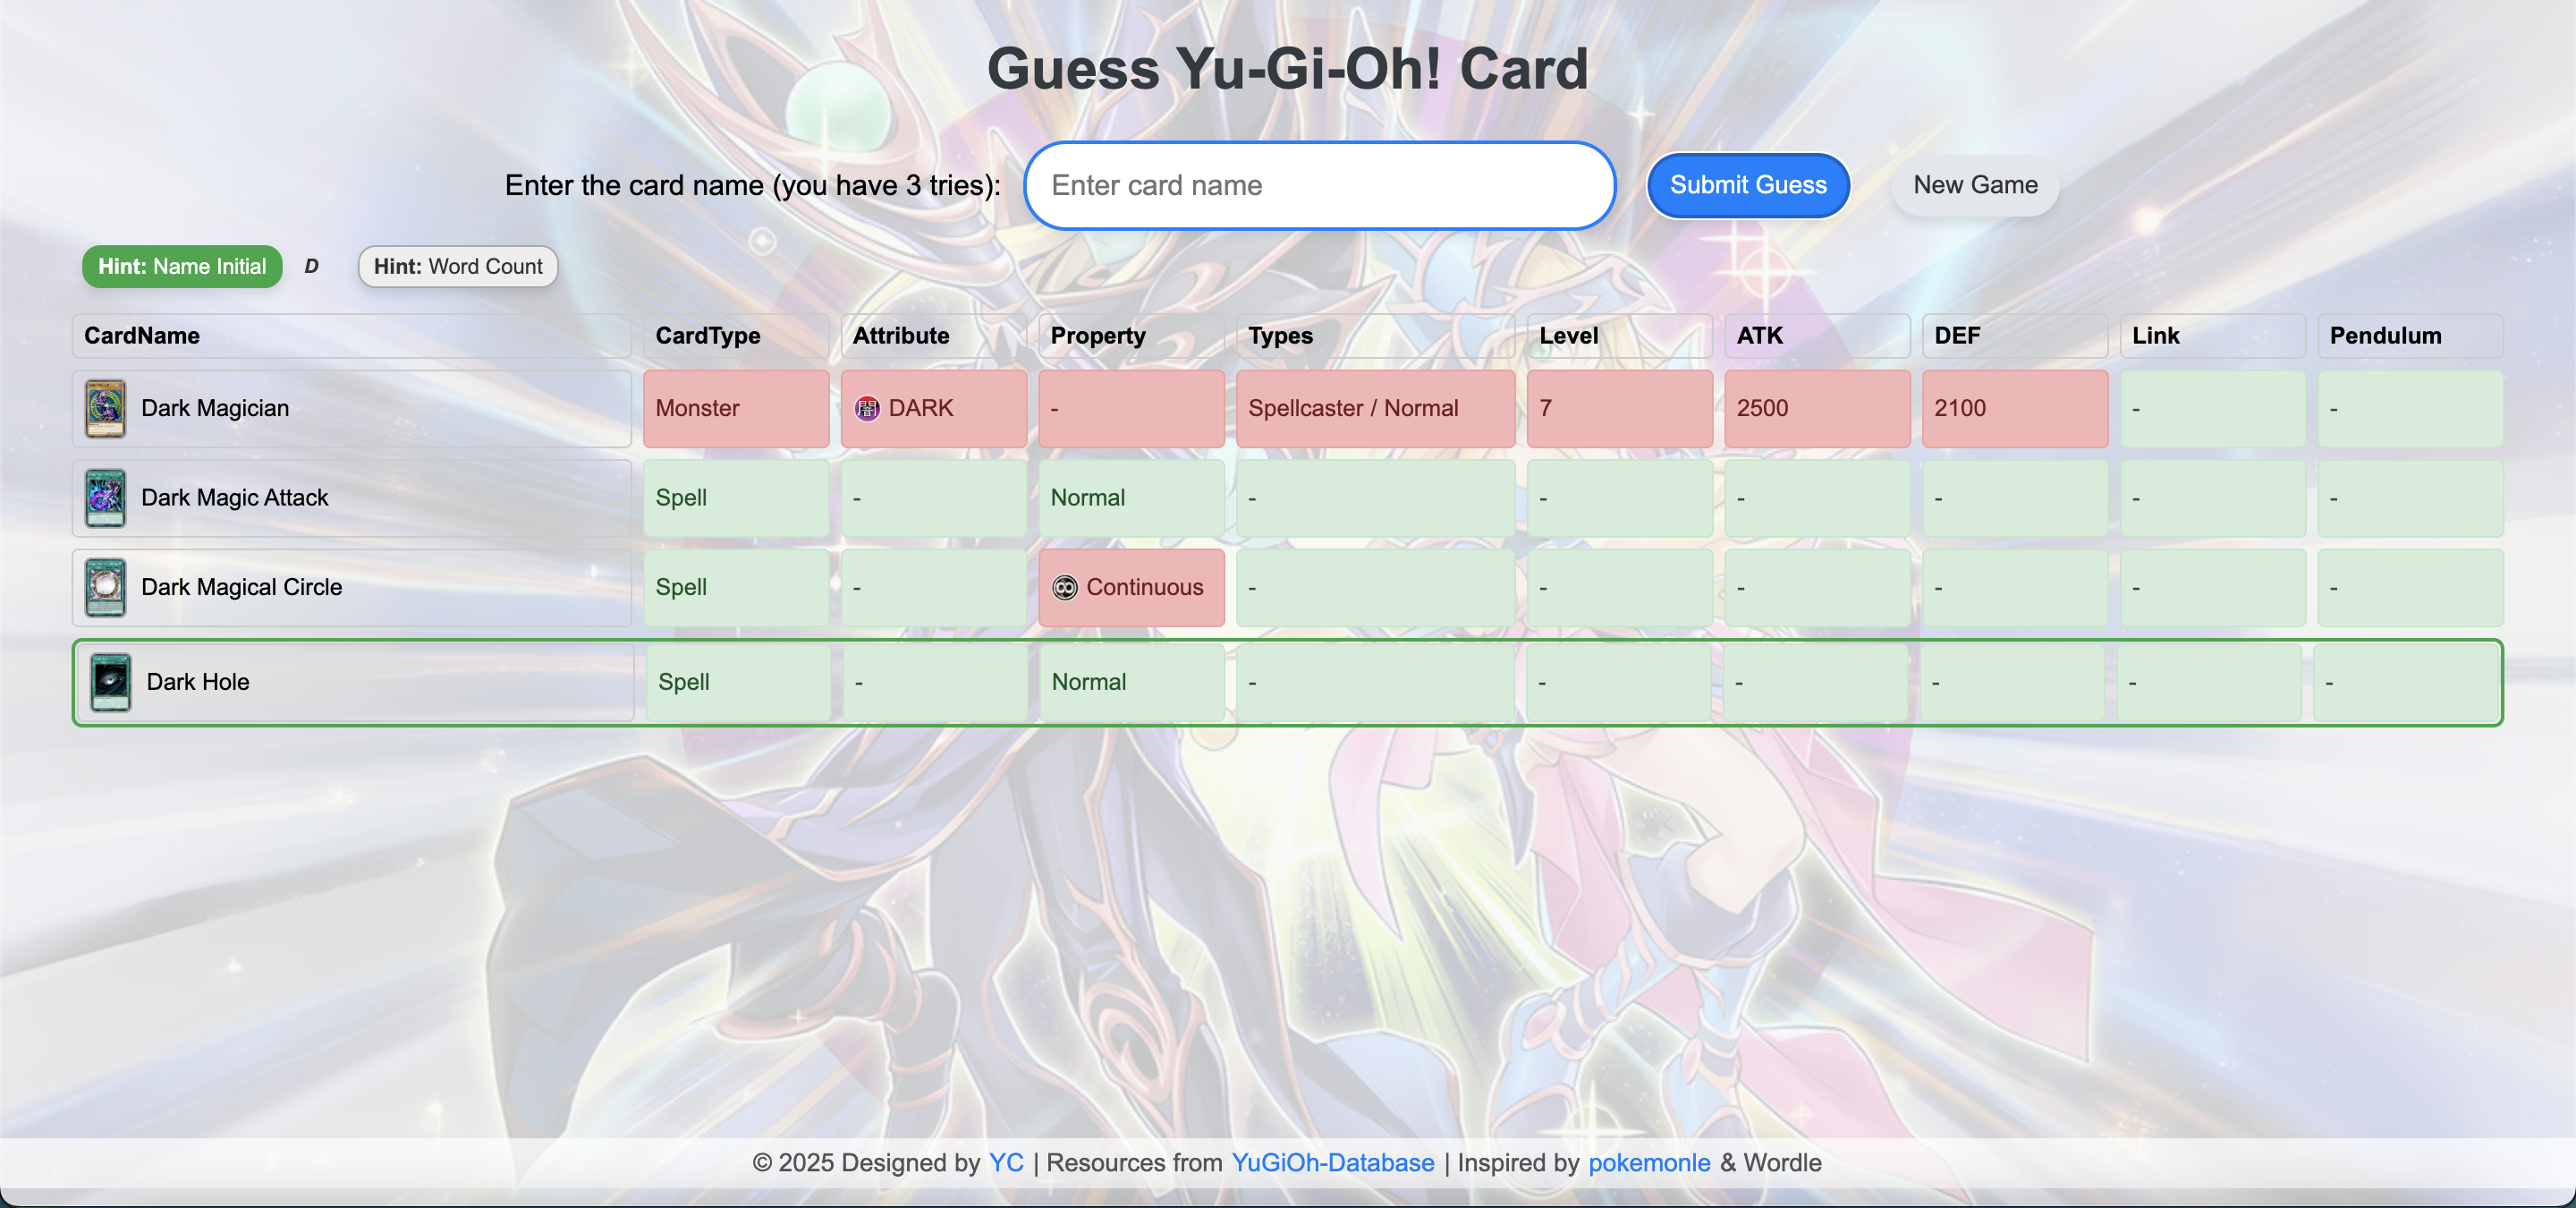 Guess Yu-Gi-Oh! Card
Enter the card name (you have 3 tries): Enter card name Submit Guess New Game
Hint: Name Initial D Hint: Word Count
CardName CardType Attribute Property Types Level ATK DEF Link Pendulum
Dark Magician Monster 闇 DARK - Spellcaster / Normal 7 2500 2100 - -
Dark Magic Attack Spell - Normal - - - - - -
Dark Magical Circle Spell - Continuous - - - - - -
Dark Hole Spell - Normal - - - - - -
© 2025 Designed by YC | Resources from YuGiOh-Database | Inspired by pokemonle & Wordle